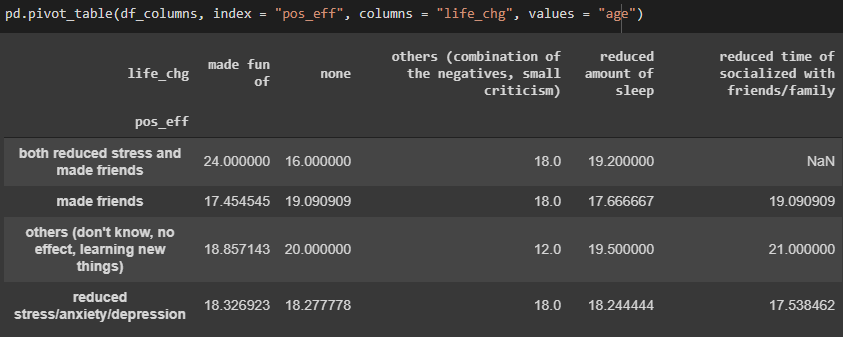 pd.pivot_table(df_columns, index = "pos_eff", columns = "life_chg", values = "age")
life_chg made fun of none others (combination of the negatives, small criticism) reduced amount of sleep reduced time of socialized with friends/family
pos_eff
both reduced stress and made friends 24.000000 16.000000 18.0 19.200000 NaN
made friends 17.454545 19.090909 18.0 17.666667 19.090909
others (don't know, no effect, learning new things) 18.857143 20.000000 12.0 19.500000 21.000000
reduced stress/anxiety/depression 18.326923 18.277778 18.0 18.244444 17.538462